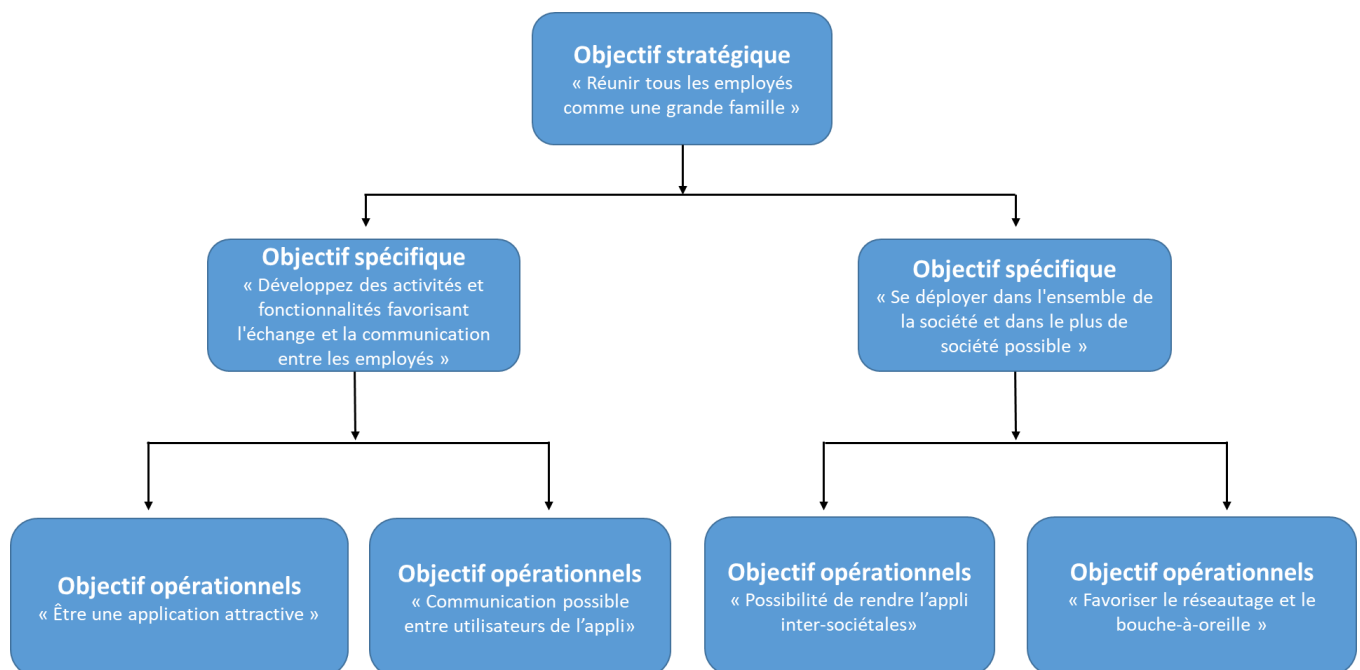 Objectif stratégique
« Réunir tous les employés
comme une grande famille »
Objectif spécifique
« Développez des activités et
fonctionnalités favorisant
l'échange et la communication
entre les employés »
Objectif spécifique
« Se déployer dans l'ensemble de
la société et dans le plus de
société possible »
Objectif opérationnels
« Être une application attractive »
Objectif opérationnels
« Communication possible
entre utilisateurs de l’appli»
Objectif opérationnels
« Possibilité de rendre l’appli
inter-sociétales»
Objectif opérationnels
« Favoriser le réseautage et le
bouche-à-oreille »